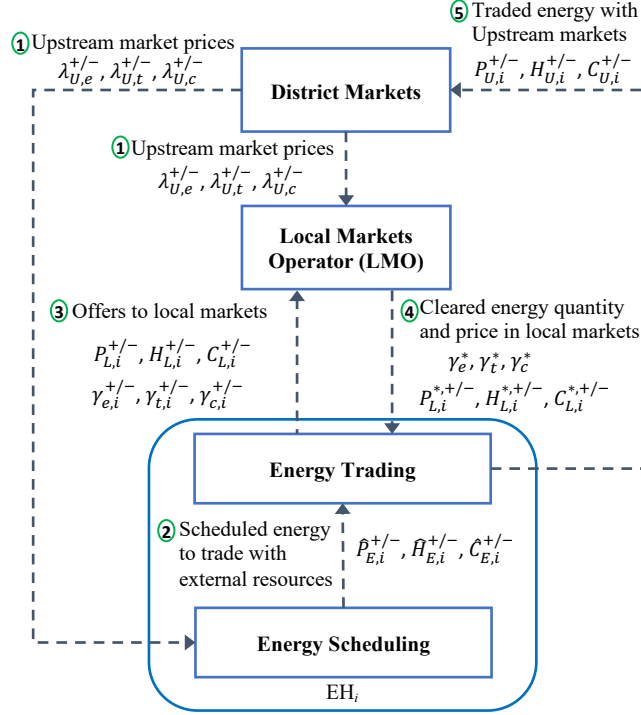 ① Upstream market prices
λ_{U,e}^{+/−}, λ_{U,t}^{+/−}, λ_{U,c}^{+/−}
⑤ Traded energy with
Upstream markets
P_{U,i}^{+/−}, H_{U,i}^{+/−}, C_{U,i}^{+/−}
District Markets
① Upstream market prices
λ_{U,e}^{+/−}, λ_{U,t}^{+/−}, λ_{U,c}^{+/−}
Local Markets
Operator (LMO)
③ Offers to local markets
P_{L,i}^{+/−}, H_{L,i}^{+/−}, C_{L,i}^{+/−}
γ_{e,i}^{+/−}, γ_{t,i}^{+/−}, γ_{c,i}^{+/−}
④ Cleared energy quantity
and price in local markets
γ_e^*, γ_t^*, γ_c^*
P_{L,i}^{*,+/−}, H_{L,i}^{*,+/−}, C_{L,i}^{*,+/−}
Energy Trading
② Scheduled energy
to trade with
external resources
P̂_{E,i}^{+/−}, Ĥ_{E,i}^{+/−}, Ĉ_{E,i}^{+/−}
Energy Scheduling
EH_i